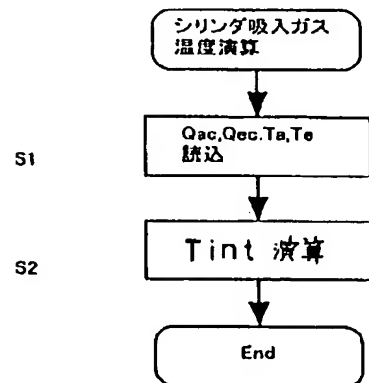 シリンダ吸入ガス
温度演算
S1
Qac,Qec.Ta,Te
読込
S2
Tint 演算
End